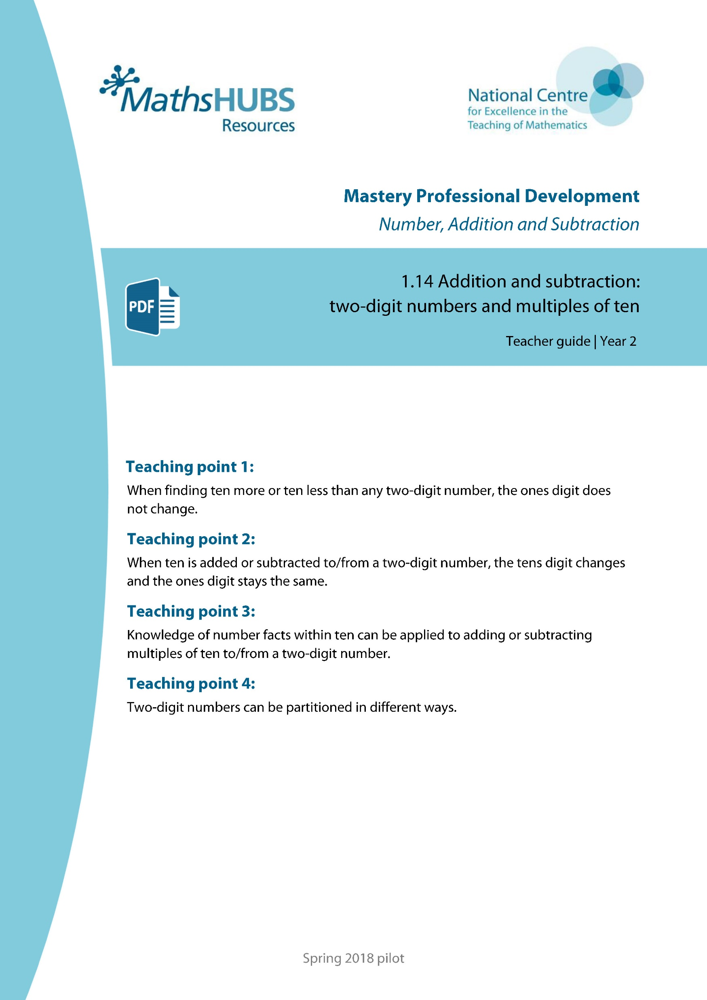 MathsHUBS
Resources
National Centre
for Excellence in the
Teaching of Mathematics
Mastery Professional Development
Number, Addition and Subtraction
PDF
1.14 Addition and subtraction:
two-digit numbers and multiples of ten
Teacher guide | Year 2
Teaching point 1:
When finding ten more or ten less than any two-digit number, the ones digit does
not change.
Teaching point 2:
When ten is added or subtracted to/from a two-digit number, the tens digit changes
and the ones digit stays the same.
Teaching point 3:
Knowledge of number facts within ten can be applied to adding or subtracting
multiples of ten to/from a two-digit number.
Teaching point 4:
Two-digit numbers can be partitioned in different ways.
Spring 2018 pilot